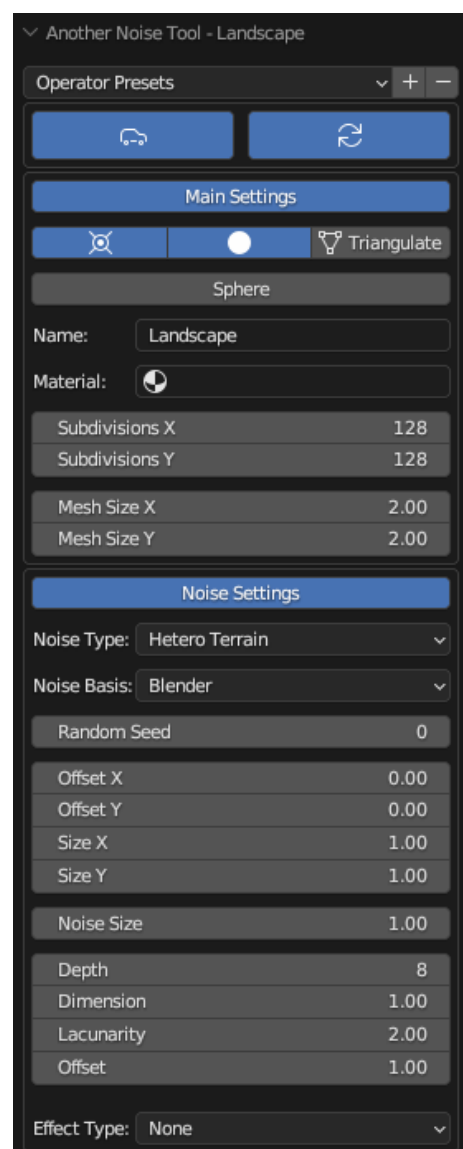 Another Noise Tool - Landscape
Operator Presets
Main Settings
Triangulate
Sphere
Name: Landscape
Material:
Subdivisions X 128
Subdivisions Y 128
Mesh Size X 2.00
Mesh Size Y 2.00
Noise Settings
Noise Type: Hetero Terrain
Noise Basis: Blender
Random Seed 0
Offset X 0.00
Offset Y 0.00
Size X 1.00
Size Y 1.00
Noise Size 1.00
Depth 8
Dimension 1.00
Lacunarity 2.00
Offset 1.00
Effect Type: None